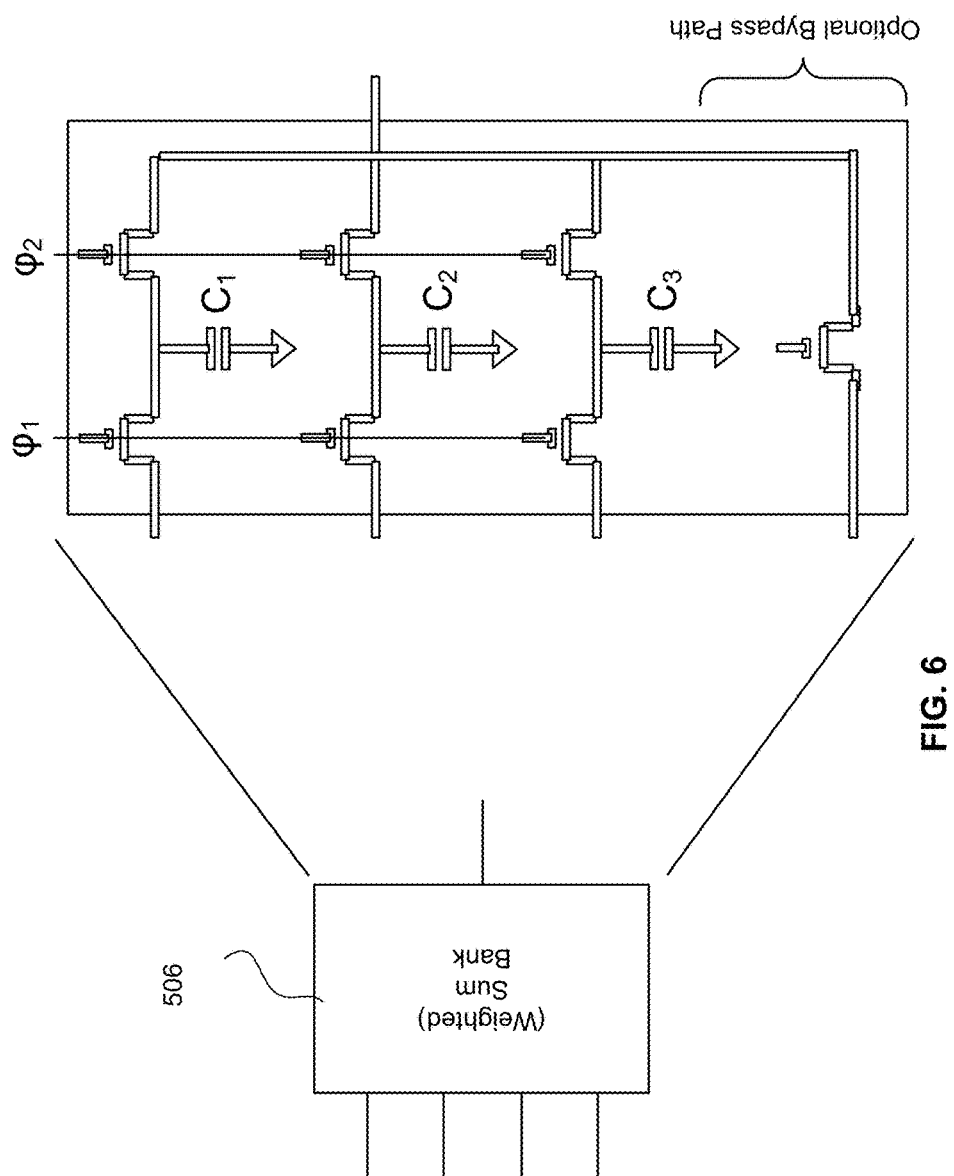 φ1
φ2
C1
C2
C3
Optional Bypass Path
506
(Weighted)
Sum
Bank
FIG. 6